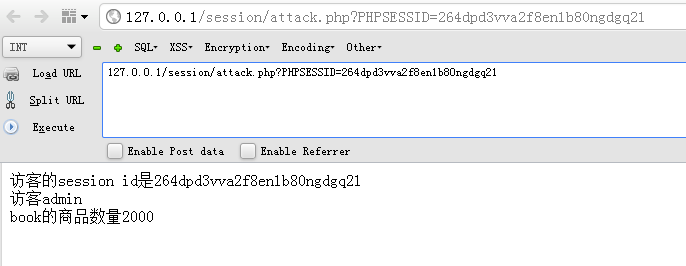 127.0.0.1/session/attack.php?PHPSESSID=264dpd3vva2f8en1b80ngdgq21
INT SQL- XSS- Encryption- Encoding- Other-
Load URL
127.0.0.1/session/attack.php?PHPSESSID=264dpd3vva2f8en1b80ngdgq21
Split URL
Execute
Enable Post data Enable Referrer
访客的session id是264dpd3vva2f8en1b80ngdgq21
访客admin
book的商品数量2000